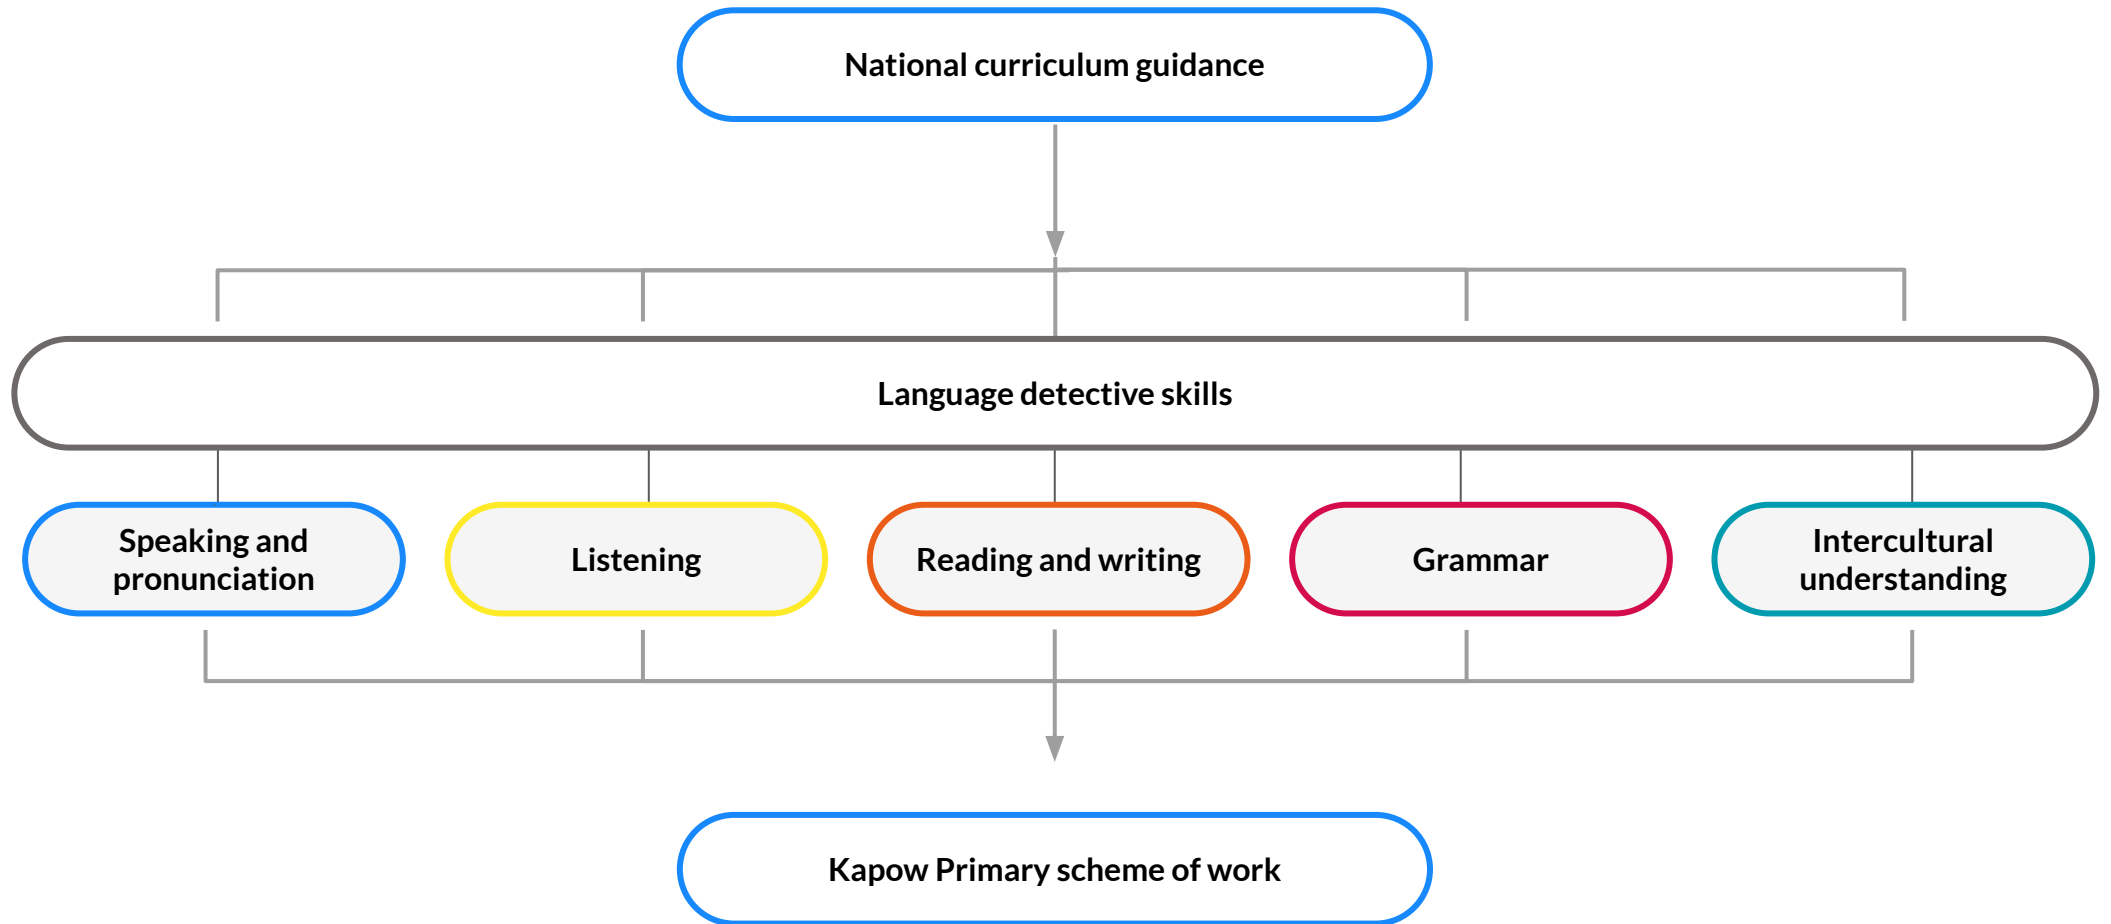 National curriculum guidance
Language detective skills
Speaking and
pronunciation
Listening
Reading and writing
Grammar
Intercultural
understanding
Kapow Primary scheme of work